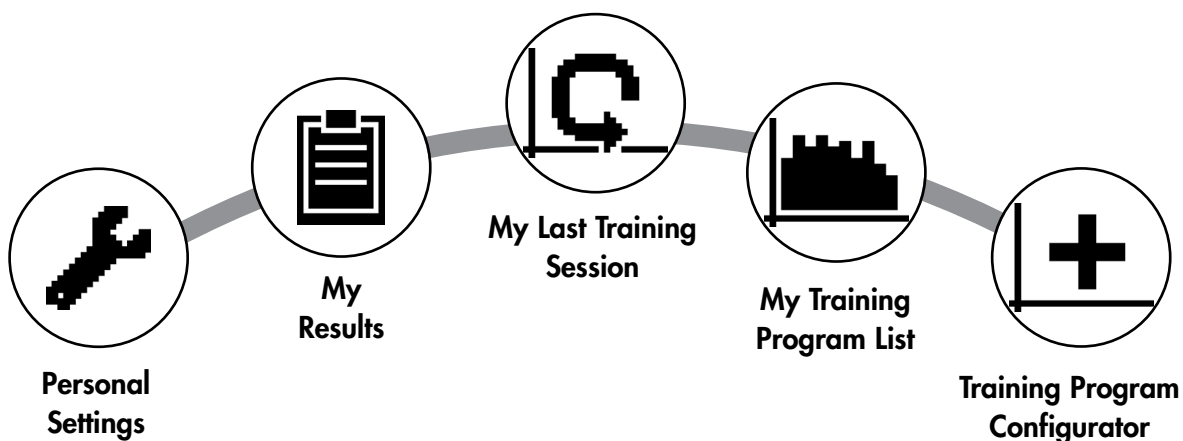 Personal
Settings
My
Results
My Last Training
Session
My Training
Program List
Training Program
Configurator